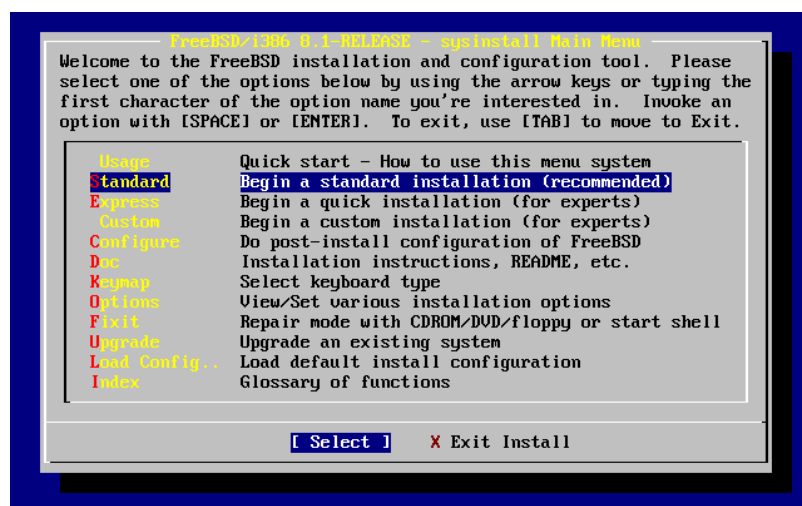 FreeBSD/i386 8.1-RELEASE - sysinstall Main Menu
Welcome to the FreeBSD installation and configuration tool.  Please
select one of the options below by using the arrow keys or typing the
first character of the option name you're interested in.  Invoke an
option with [SPACE] or [ENTER].  To exit, use [TAB] to move to Exit.
Usage Quick start - How to use this menu system
Standard Begin a standard installation (recommended)
Express Begin a quick installation (for experts)
Custom Begin a custom installation (for experts)
Configure Do post-install configuration of FreeBSD
Doc Installation instructions, README, etc.
Keymap Select keyboard type
Options View/Set various installation options
Fixit Repair mode with CDROM/DVD/floppy or start shell
Upgrade Upgrade an existing system
Load Config.. Load default install configuration
Index Glossary of functions
[ Select ] X Exit Install